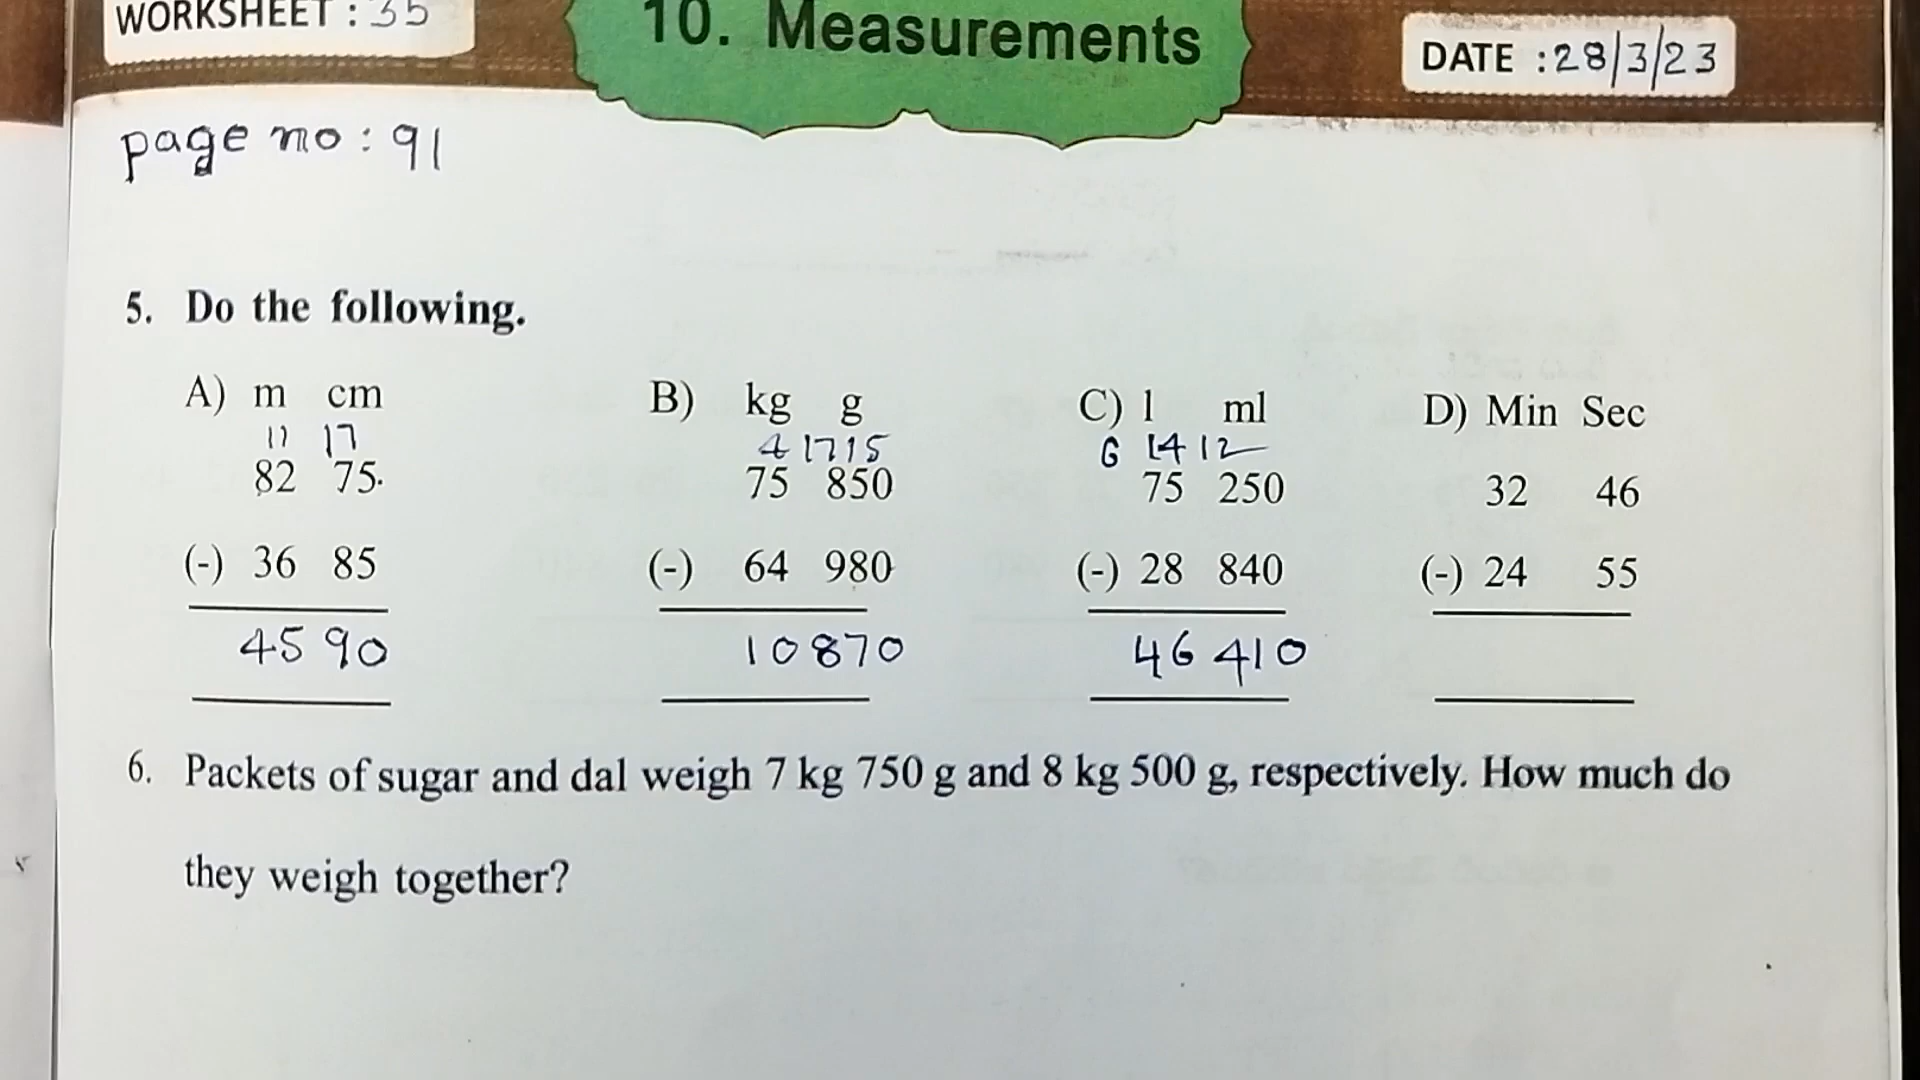 WORKSHEET : 35
10. Measurements
DATE : 28/3/23
page no : 91
5. Do the following.
A) m cm B) kg g C) l ml D) Min Sec
11 17 4 17 15 6 14 12
82 75 75 850 75 250 32 46
(-) 36 85 (-) 64 980 (-) 28 840 (-) 24 55
45 90 10 870 46 410
6. Packets of sugar and dal weigh 7 kg 750 g and 8 kg 500 g, respectively. How much do
they weigh together?